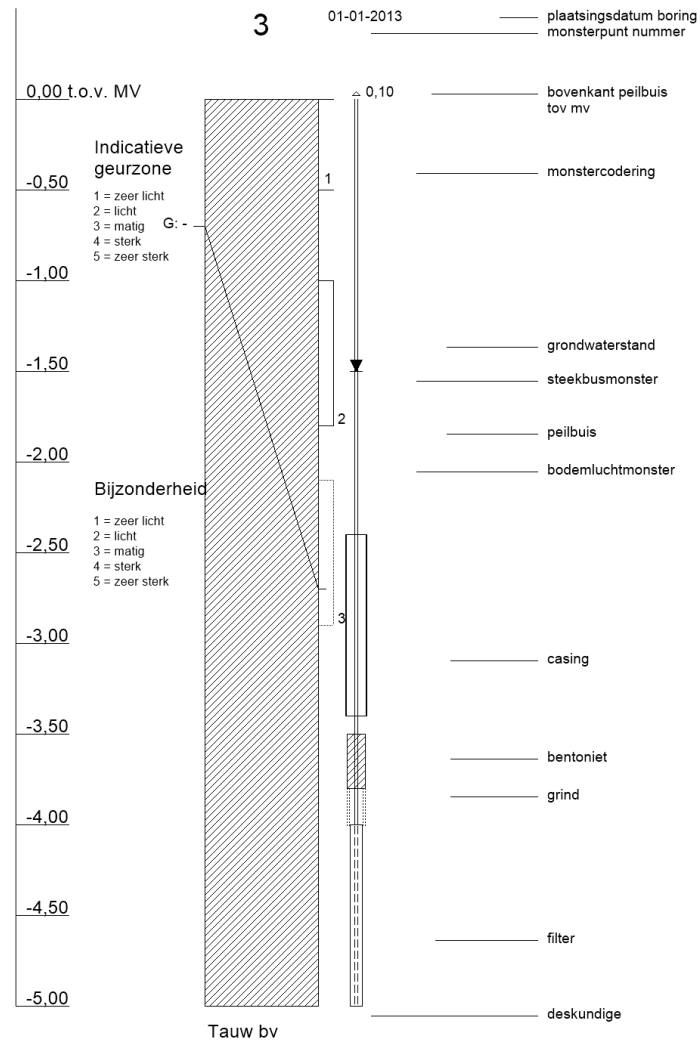 3
01-01-2013
plaatsingsdatum boring
monsterpunt nummer
0,00 t.o.v. MV
0,10
bovenkant peilbuis
tov mv
Indicatieve
geurzone
1 = zeer licht
2 = licht
3 = matig
4 = sterk
5 = zeer sterk
G: -
1
monstercodering
-0,50
-1,00
grondwaterstand
-1,50
steekbusmonster
2
peilbuis
-2,00
bodemluchtmonster
Bijzonderheid
1 = zeer licht
2 = licht
3 = matig
4 = sterk
5 = zeer sterk
-2,50
3
-3,00
casing
-3,50
bentoniet
grind
-4,00
-4,50
filter
-5,00
deskundige
Tauw bv